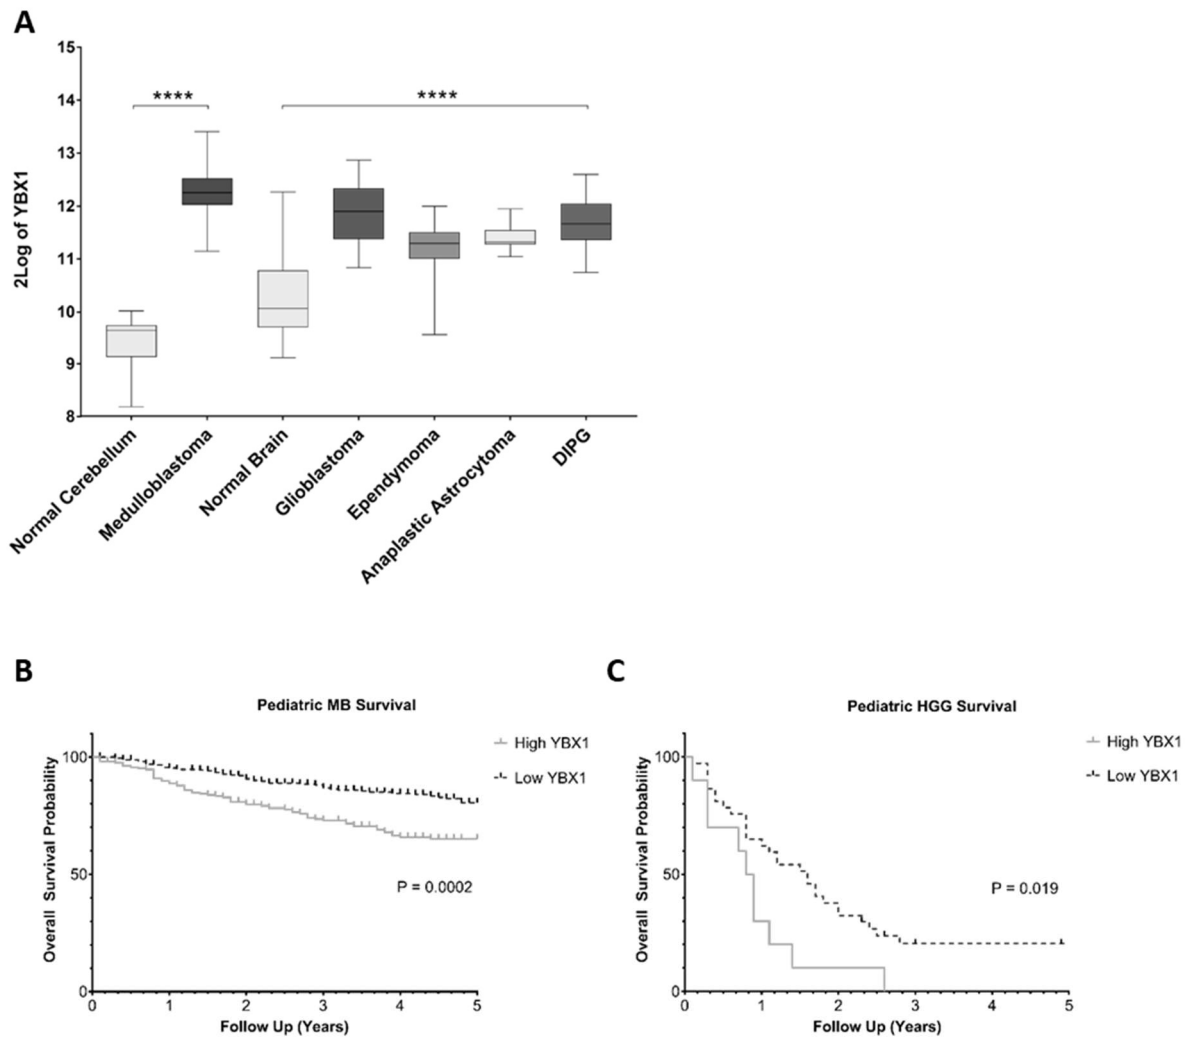 A
15
14
13
12
11
10
9
8
2Log of YBX1
****
****
Normal Cerebellum
Medulloblastoma
Normal Brain
Glioblastoma
Ependymoma
Anaplastic Astrocytoma
DIPG
B
Pediatric MB Survival
High YBX1
Low YBX1
100
50
0
Overall Survival Probability
P = 0.0002
0 1 2 3 4 5
Follow Up (Years)
C
Pediatric HGG Survival
High YBX1
Low YBX1
100
50
0
Overall Survival Probability
P = 0.019
0 1 2 3 4 5
Follow Up (Years)